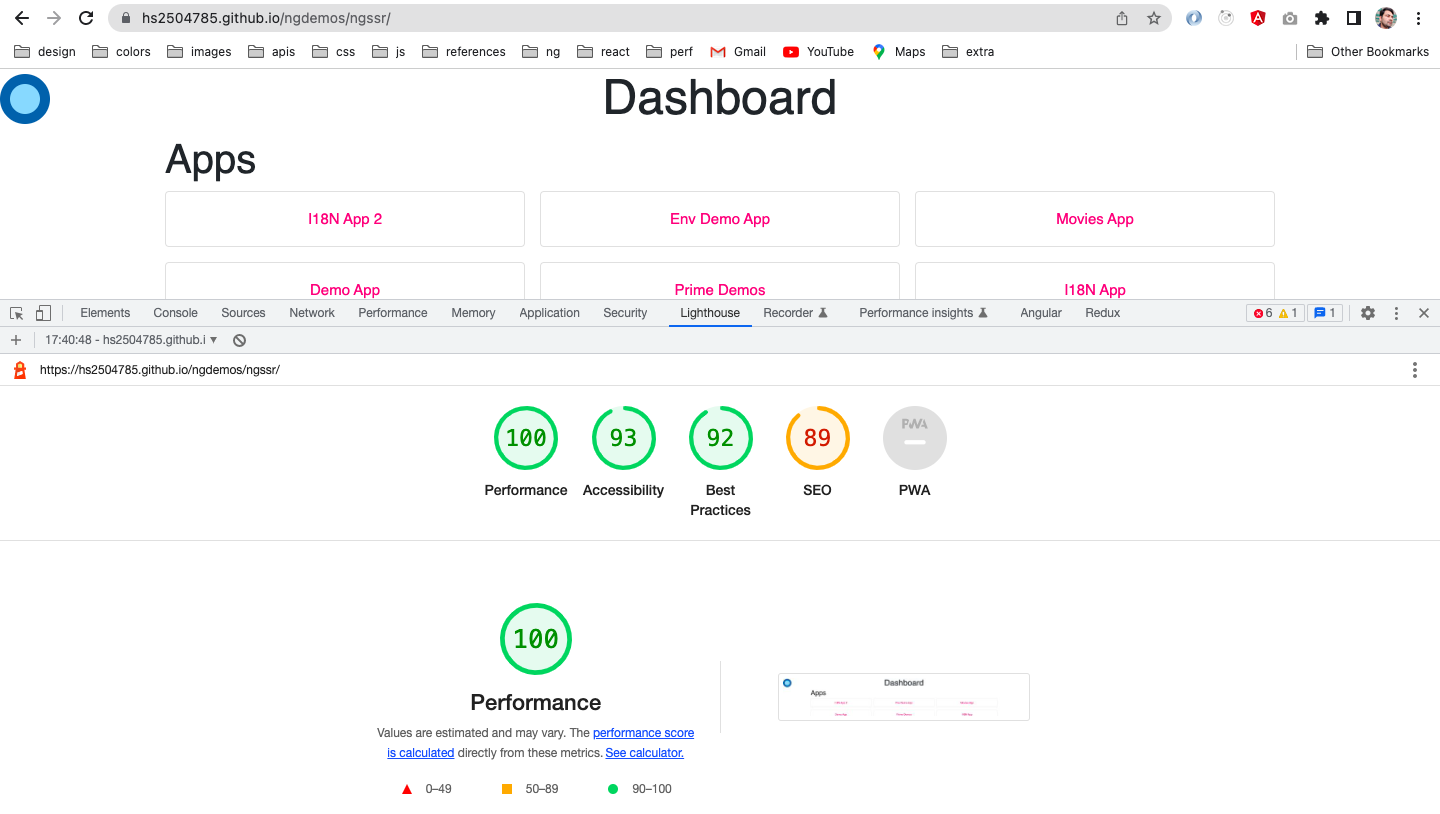 hs2504785.github.io/ngdemos/ngssr/
design colors images apis css js references ng react perf Gmail YouTube Maps extra Other Bookmarks
Dashboard
Apps
I18N App 2 Env Demo App Movies App
Demo App Prime Demos I18N App
Elements Console Sources Network Performance Memory Application Security Lighthouse Recorder Performance insights Angular Redux 6 1 1
17:40:48 - hs2504785.github.i
https://hs2504785.github.io/ngdemos/ngssr/
100 93 92 89 PWA
Performance Accessibility Best Practices SEO PWA
100
Performance
Values are estimated and may vary. The performance score
is calculated directly from these metrics. See calculator.
0–49 50–89 90–100
Dashboard
Apps